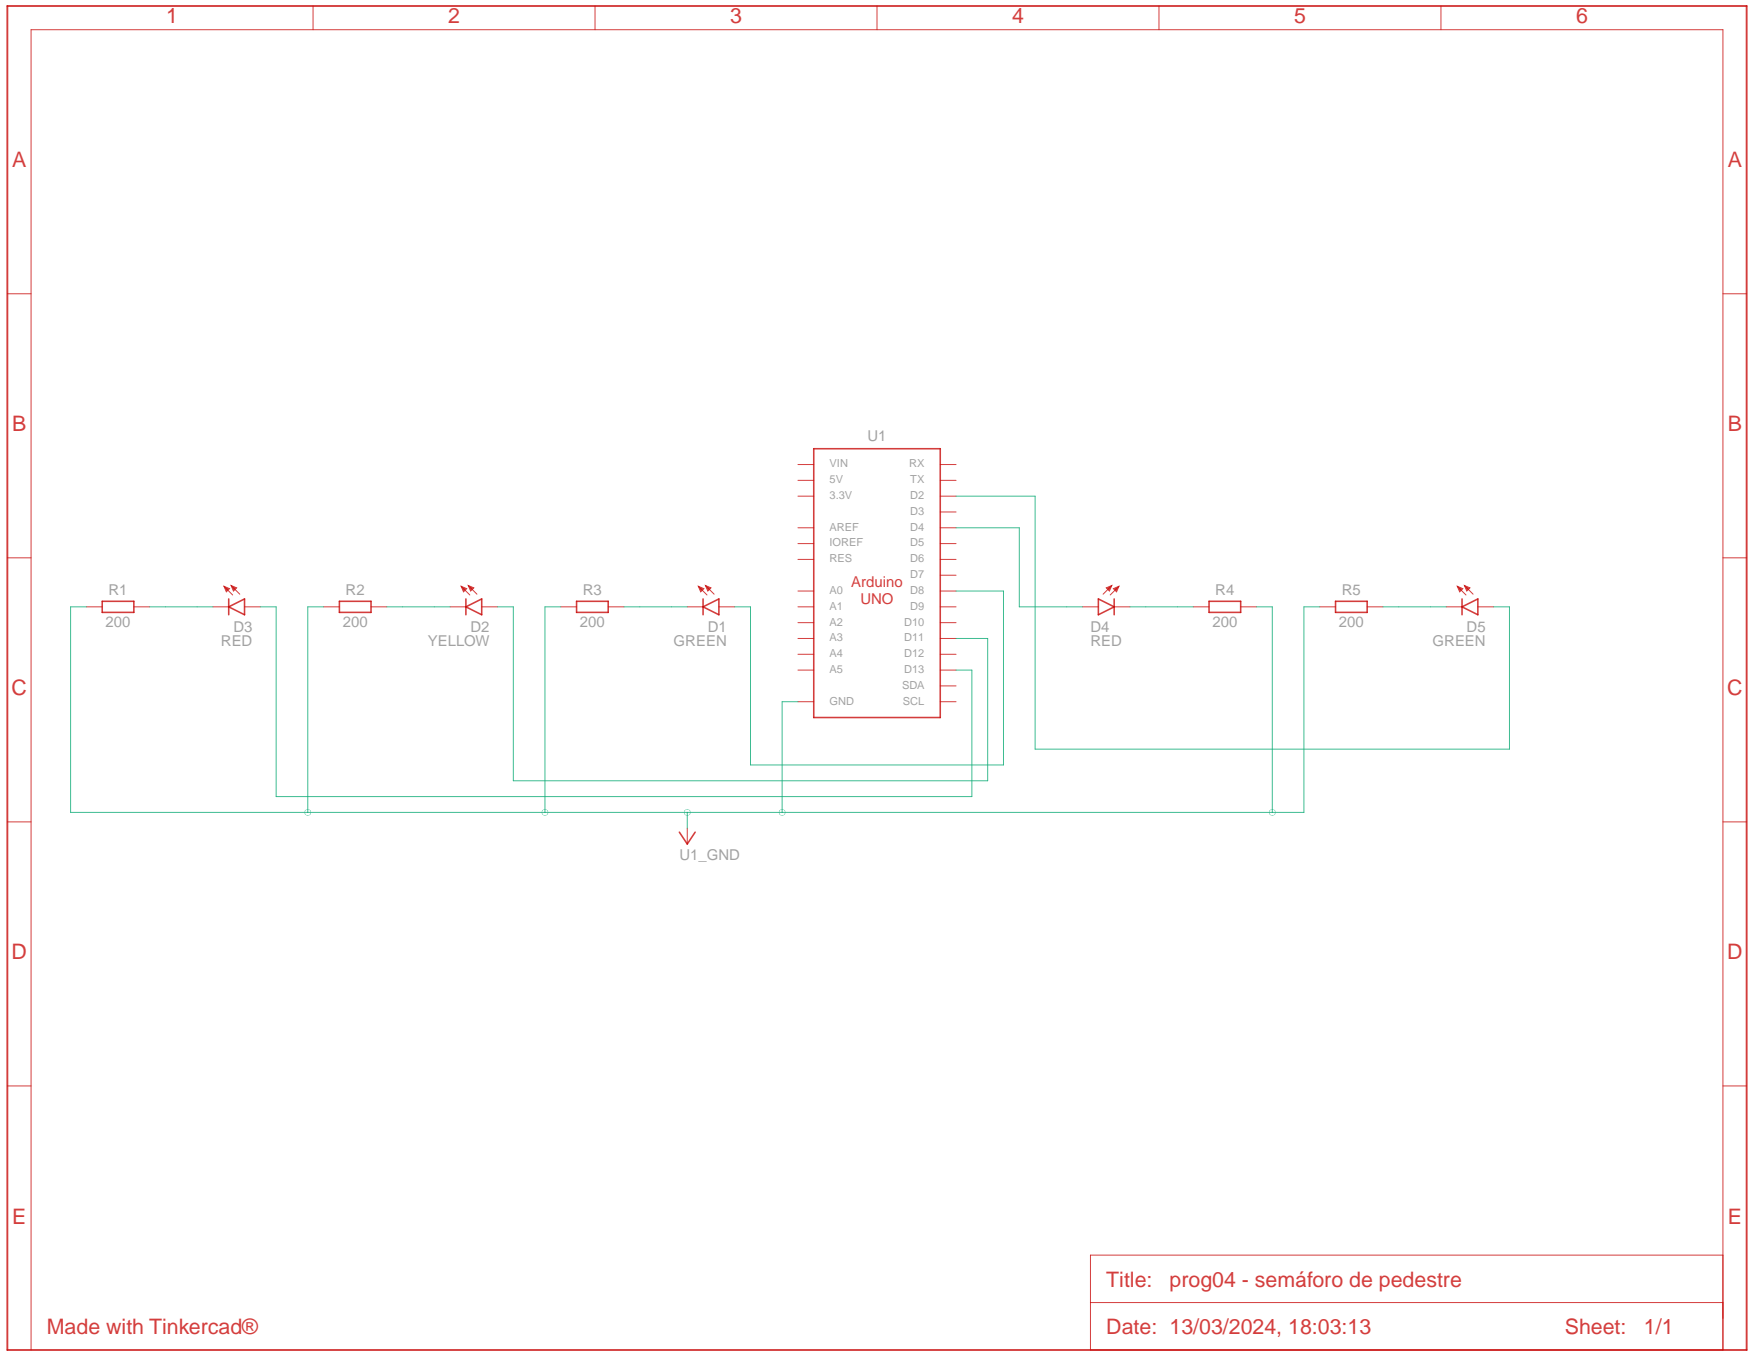 1 2 3 4 5 6
A A
B B
U1
VIN RX
5V TX
3.3V D2
D3
AREF D4
IOREF D5
RES D6
D7
A0 D8
A1 D9
A2 D10
A3 D11
A4 D12
A5 D13
SDA
GND SCL
Arduino
UNO
R1
200
D3
RED
R2
200
D2
YELLOW
R3
200
D1
GREEN
D4
RED
R4
200
R5
200
D5
GREEN
C C
U1_GND
D D
E E
Title: prog04 - semáforo de pedestre
Made with Tinkercad®
Date: 13/03/2024, 18:03:13 Sheet: 1/1